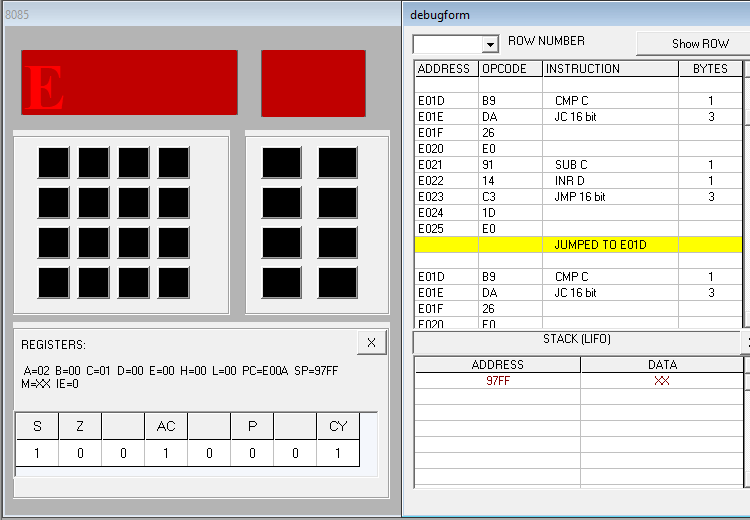 8085
E
REGISTERS:
X
A=02 B=00 C=01 D=00 E=00 H=00 L=00 PC=E00A SP=97FF
M=XX IE=0
S Z AC P CY
1 0 0 1 0 0 0 1
debugform
ROW NUMBER
Show ROW
ADDRESS OPCODE INSTRUCTION BYTES
E01D B9 CMP C 1
E01E DA JC 16 bit 3
E01F 26
E020 E0
E021 91 SUB C 1
E022 14 INR D 1
E023 C3 JMP 16 bit 3
E024 1D
E025 E0
JUMPED TO E01D
E01D B9 CMP C 1
E01E DA JC 16 bit 3
E01F 26
E020 E0
STACK (LIFO)
ADDRESS DATA
97FF XX